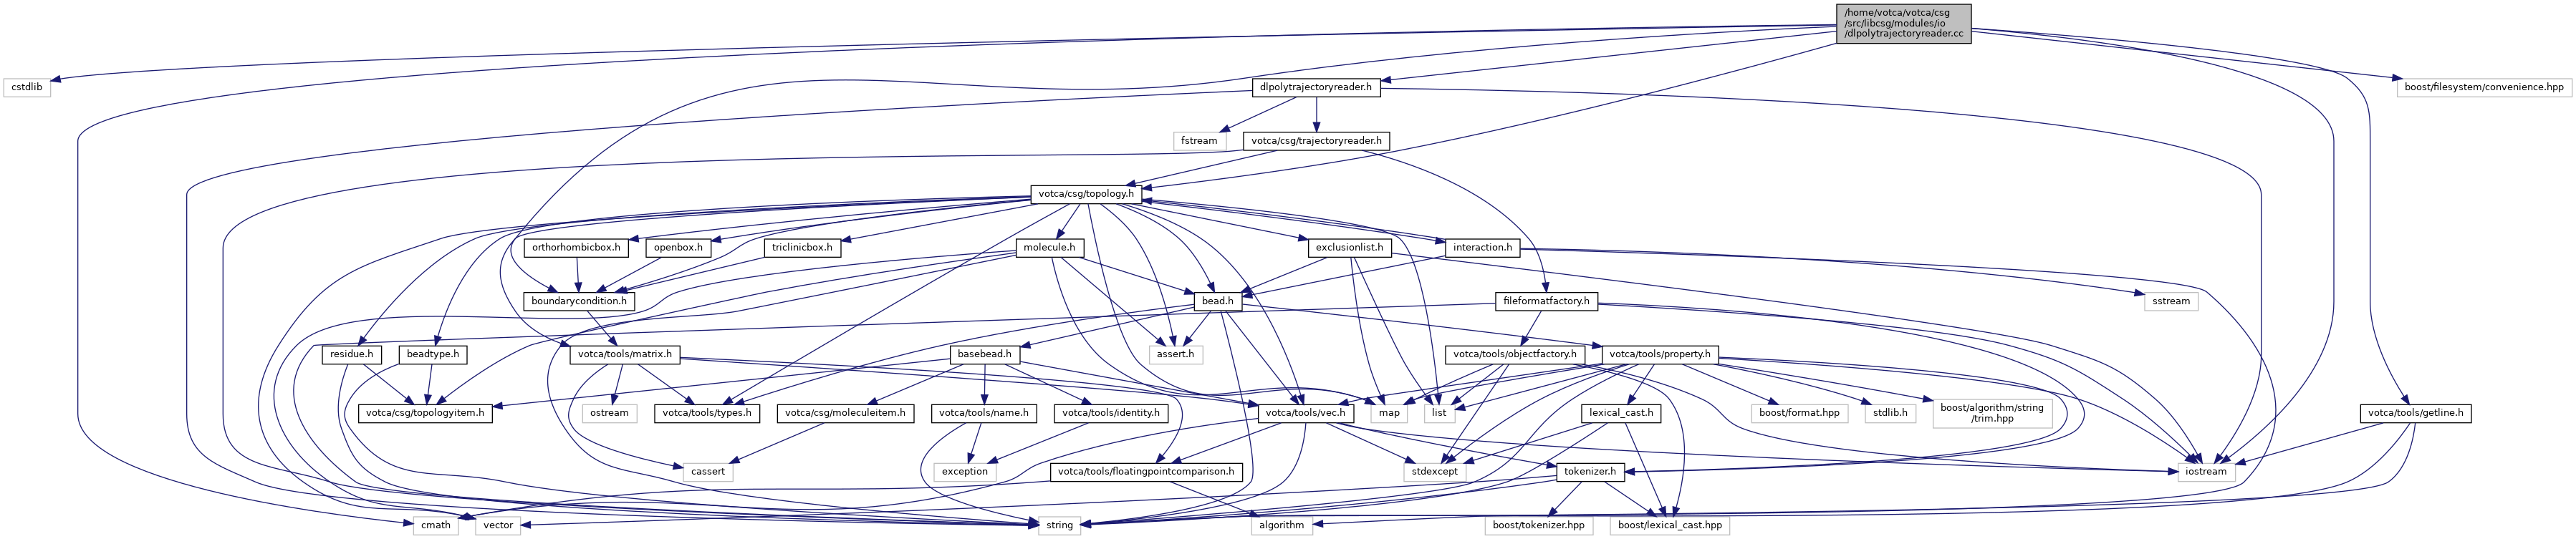 /home/votca/votca/csg
/src/libcsg/modules/io
/dlpolytrajectoryreader.cc
cstdlib
dlpolytrajectoryreader.h
boost/filesystem/convenience.hpp
fstream
votca/csg/trajectoryreader.h
votca/csg/topology.h
orthorhombicbox.h
openbox.h
triclinicbox.h
molecule.h
exclusionlist.h
interaction.h
boundarycondition.h
bead.h
fileformatfactory.h
sstream
residue.h
beadtype.h
votca/tools/matrix.h
basebead.h
assert.h
votca/tools/objectfactory.h
votca/tools/property.h
votca/csg/topologyitem.h
ostream
votca/tools/types.h
votca/csg/moleculeitem.h
votca/tools/name.h
votca/tools/identity.h
votca/tools/vec.h
map
list
lexical_cast.h
boost/format.hpp
stdlib.h
boost/algorithm/string
/trim.hpp
votca/tools/getline.h
cassert
exception
votca/tools/floatingpointcomparison.h
stdexcept
tokenizer.h
iostream
cmath
vector
string
algorithm
boost/tokenizer.hpp
boost/lexical_cast.hpp